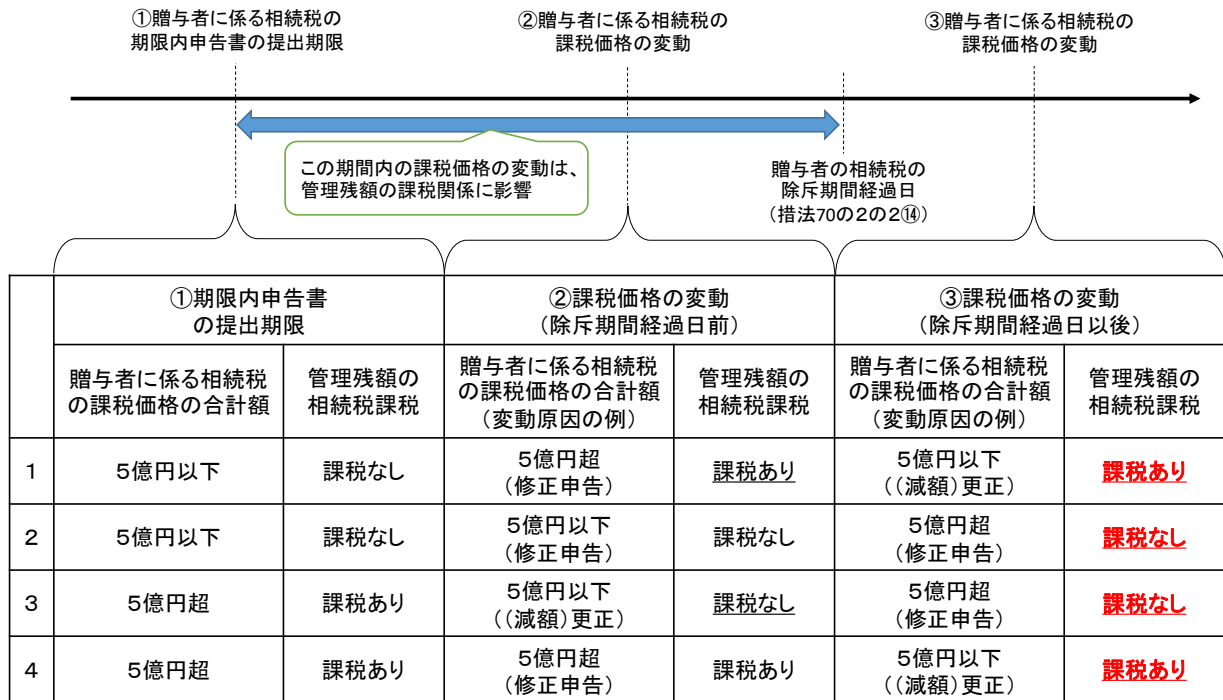 ①贈与者に係る相続税の
期限内申告書の提出期限
②贈与者に係る相続税の
課税価格の変動
③贈与者に係る相続税の
課税価格の変動
この期間内の課税価格の変動は、
管理残額の課税関係に影響
贈与者の相続税の
除斥期間経過日
(措法70の2の2⑭)
①期限内申告書
の提出期限
②課税価格の変動
(除斥期間経過日前)
③課税価格の変動
(除斥期間経過日以後)
贈与者に係る相続税
の課税価格の合計額
管理残額の
相続税課税
贈与者に係る相続税
の課税価格の合計額
(変動原因の例)
管理残額の
相続税課税
贈与者に係る相続税
の課税価格の合計額
(変動原因の例)
管理残額の
相続税課税
1
5億円以下
課税なし
5億円超
(修正申告)
課税あり
5億円以下
((減額)更正)
課税あり
2
5億円以下
課税なし
5億円以下
(修正申告)
課税なし
5億円超
(修正申告)
課税なし
3
5億円超
課税あり
5億円以下
((減額)更正)
課税なし
5億円超
(修正申告)
課税なし
4
5億円超
課税あり
5億円超
(修正申告)
課税あり
5億円以下
((減額)更正)
課税あり